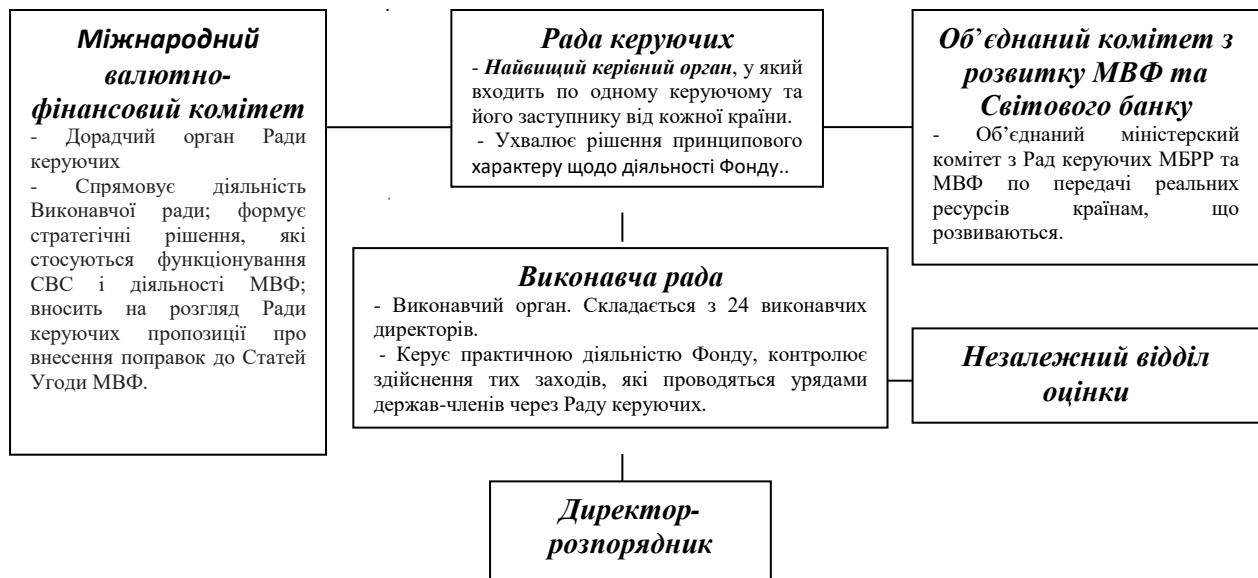 Міжнародний
валютно-
фінансовий комітет
- Дорадчий орган Ради
керуючих
- Спрямовує діяльність
Виконавчої ради; формує
стратегічні рішення, які
стосуються функціонування
СВС і діяльності МВФ;
вносить на розгляд Ради
керуючих пропозиції про
внесення поправок до Статей
Угоди МВФ.
Рада керуючих
- Найвищий керівний орган, у який
входить по одному керуючому та
його заступнику від кожної країни.
- Ухвалює рішення принципового
характеру щодо діяльності Фонду..
Об’єднаний комітет з
розвитку МВФ та
Світового банку
- Об’єднаний міністерский
комітет з Рад керуючих МБРР та
МВФ по передачі реальних
ресурсів країнам, що
розвиваються.
Виконавча рада
- Виконавчий орган. Складається з 24 виконавчих
директорів.
- Керує практичною діяльністю Фонду, контролює
здійснення тих заходів, які проводяться урядами
держав-членів через Раду керуючих.
Незалежний відділ
оцінки
Директор-
розпорядник